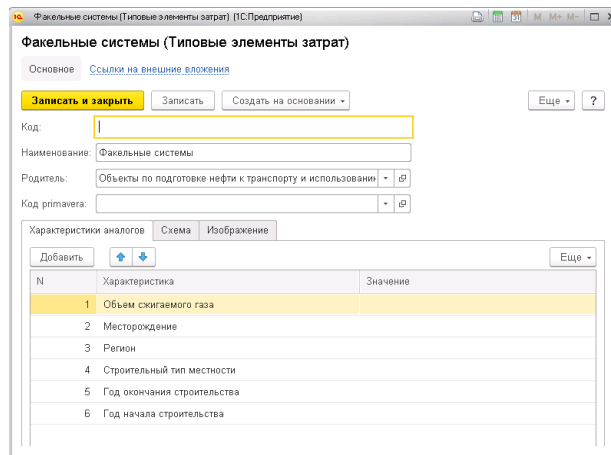 Факельные системы (Типовые элементы затрат) (1С:Предприятие)
M M+ M-
Факельные системы (Типовые элементы затрат)
Основное Ссылки на внешние вложения
Записать и закрыть Записать Создать на основании Еще ?
Код:
Наименование: Факельные системы
Родитель: Объекты по подготовке нефти к транспорту и использовани
Код primavera:
Характеристики аналогов Схема Изображение
Добавить Еще
N Характеристика Значение
1 Объем сжигаемого газа
2 Месторождение
3 Регион
4 Строительный тип местности
5 Год окончания строительства
6 Год начала строительства